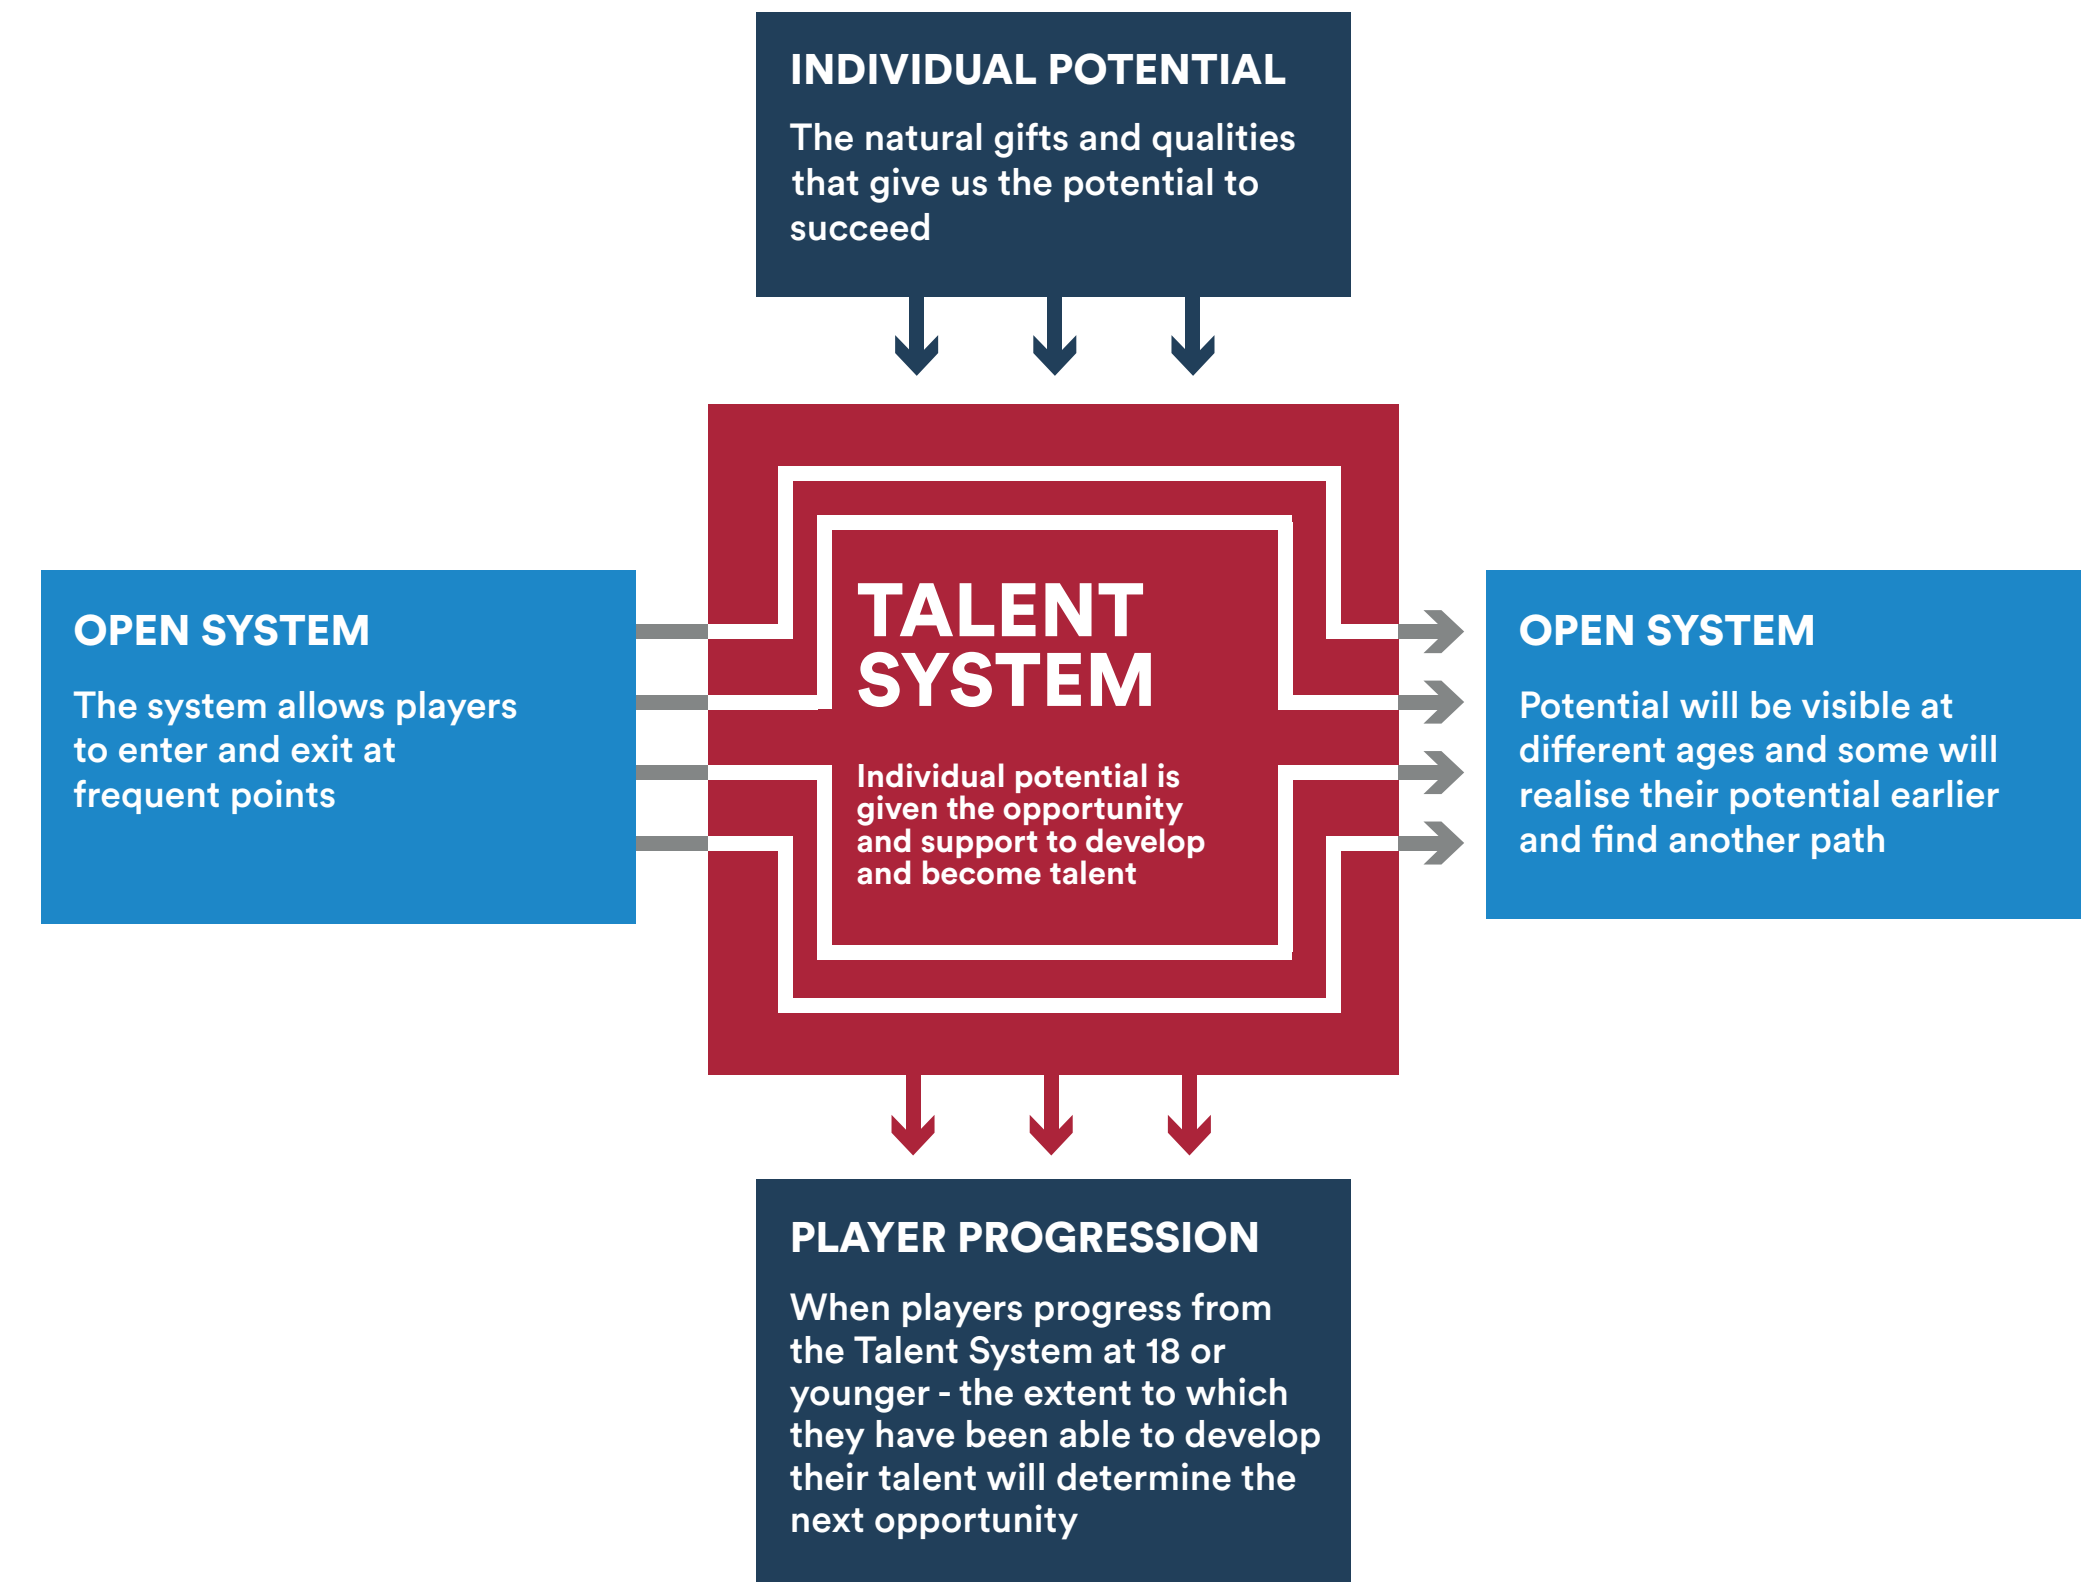 INDIVIDUAL POTENTIAL
The natural gifts and qualities
that give us the potential to
succeed
OPEN SYSTEM
The system allows players
to enter and exit at
frequent points
TALENT
SYSTEM
Individual potential is
given the opportunity
and support to develop
and become talent
OPEN SYSTEM
Potential will be visible at
different ages and some will
realise their potential earlier
and find another path
PLAYER PROGRESSION
When players progress from
the Talent System at 18 or
younger - the extent to which
they have been able to develop
their talent will determine the
next opportunity